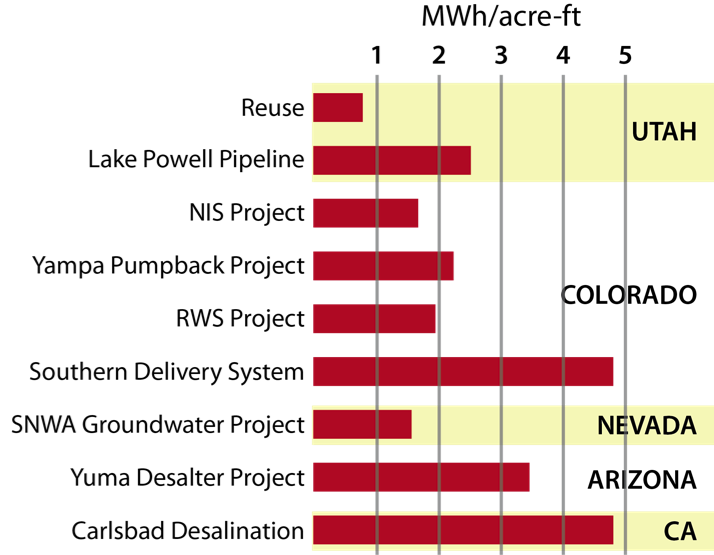 MWh/acre-ft
1 2 3 4 5
Reuse
UTAH
Lake Powell Pipeline
NIS Project
Yampa Pumpback Project
COLORADO
RWS Project
Southern Delivery System
SNWA Groundwater Project NEVADA
Yuma Desalter Project ARIZONA
Carlsbad Desalination CA